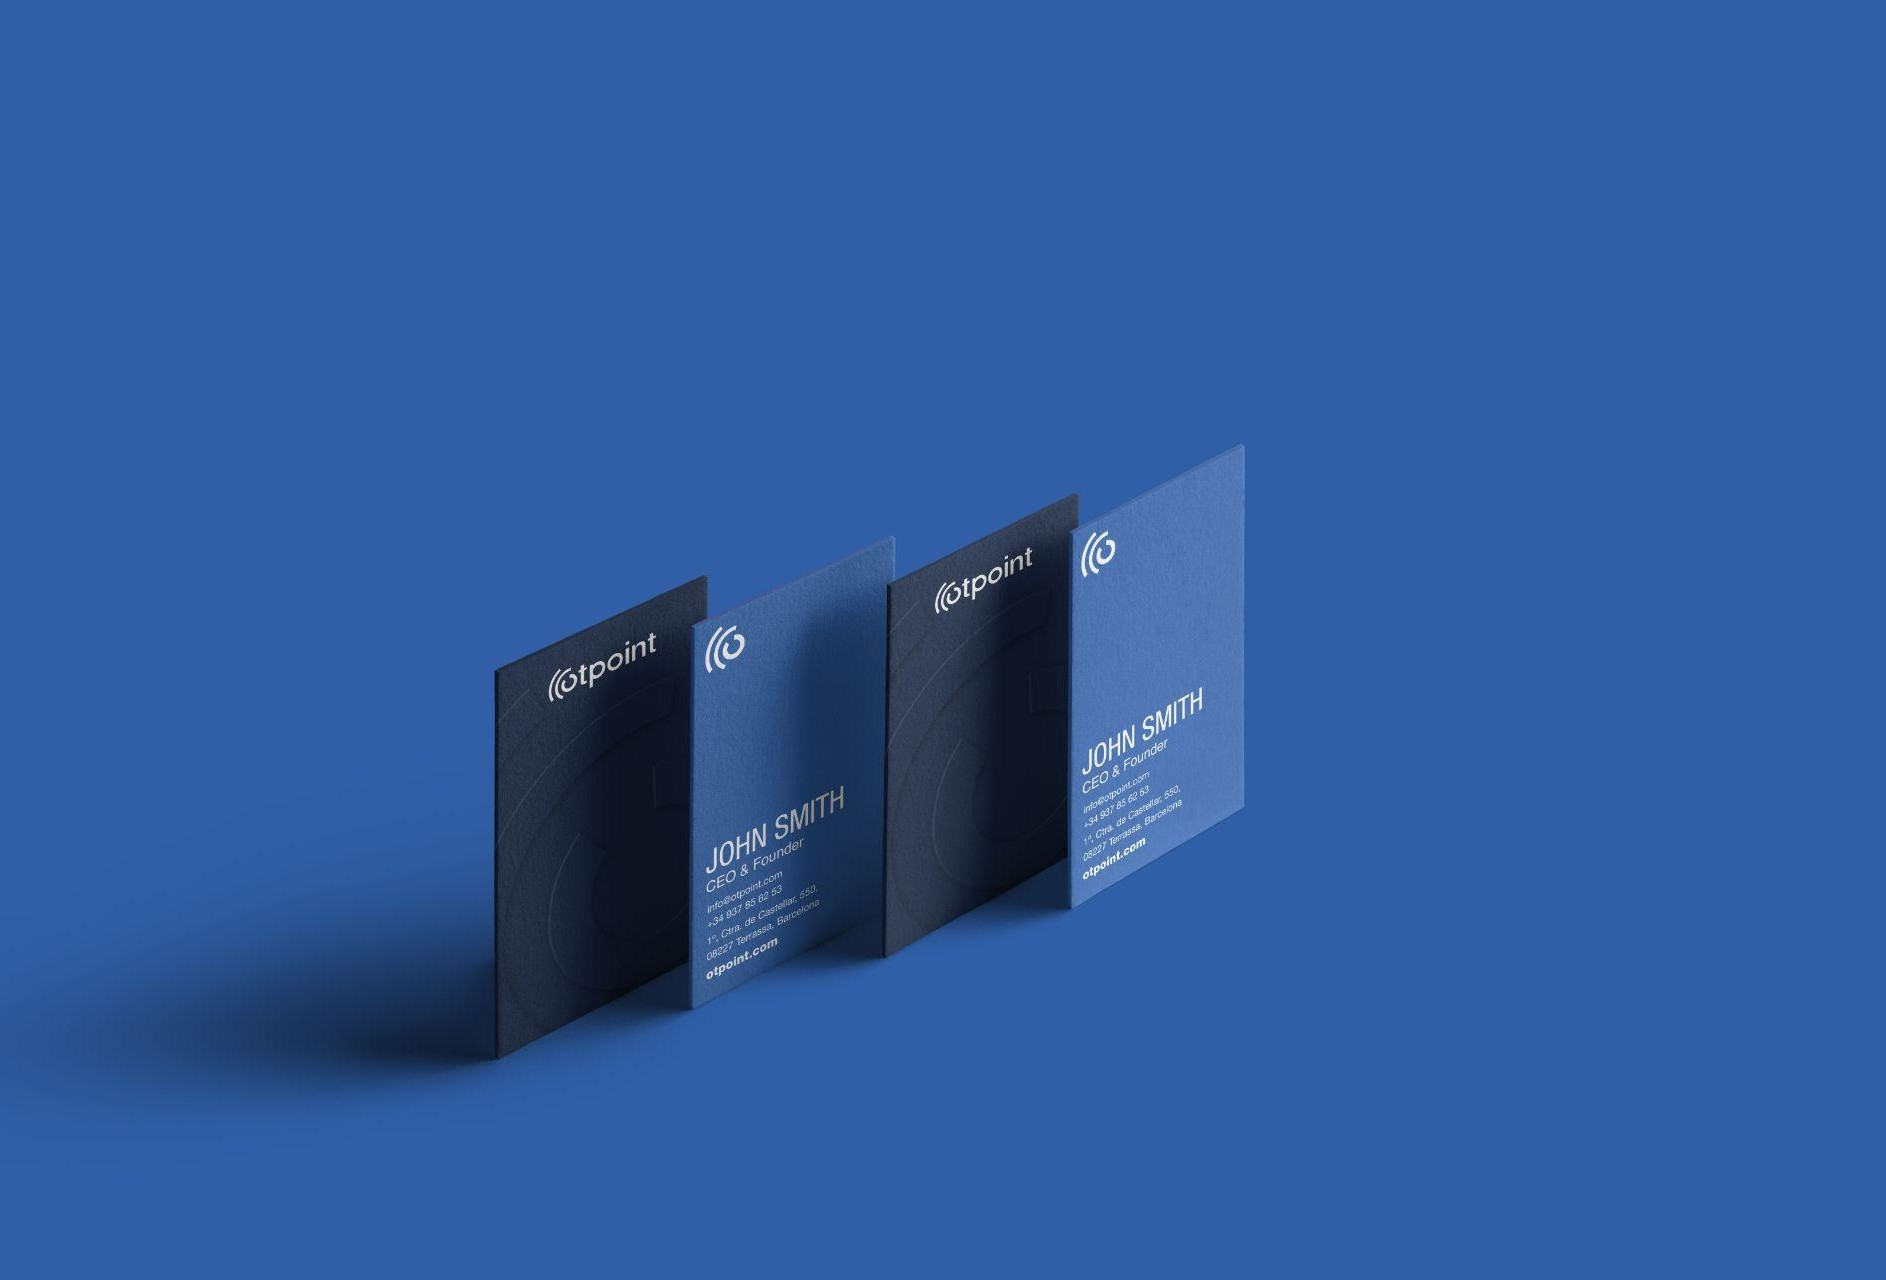 otpoint
JOHN SMITH
CEO & Founder
info@otpoint.com
+34 937 85 62 53
1º, Ctra. de Castellar, 550,
08227 Terrassa, Barcelona
otpoint.com
otpoint
JOHN SMITH
CEO & Founder
info@otpoint.com
+34 937 85 62 53
1º, Ctra. de Castellar, 550,
08227 Terrassa, Barcelona
otpoint.com